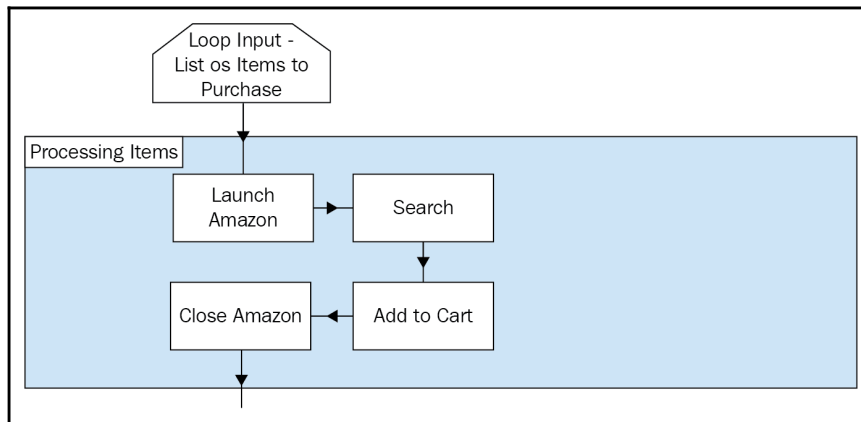 Loop Input -
List os Items to
Purchase
Processing Items
Launch
Amazon
Search
Close Amazon
Add to Cart